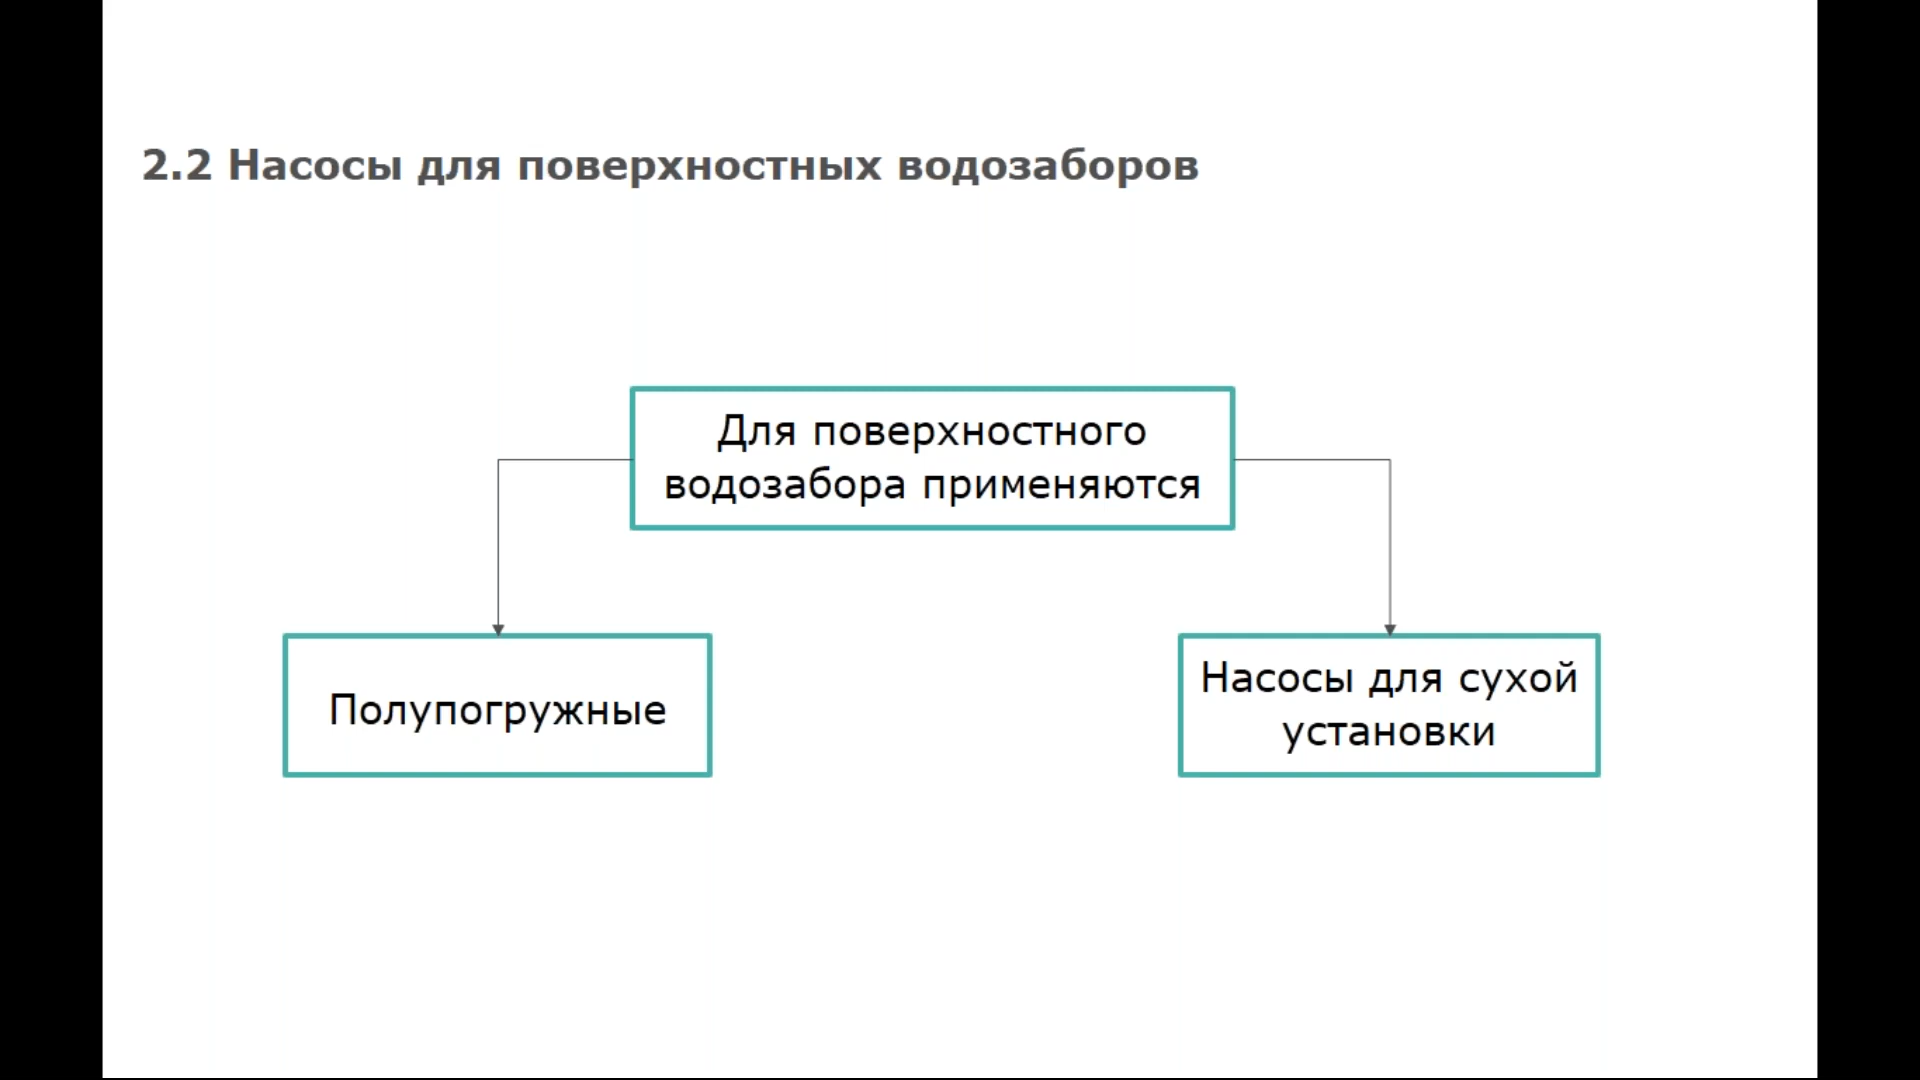 2.2 Насосы для поверхностных водозаборов
Для поверхностного
водозабора применяются
Полупогружные
Насосы для сухой
установки